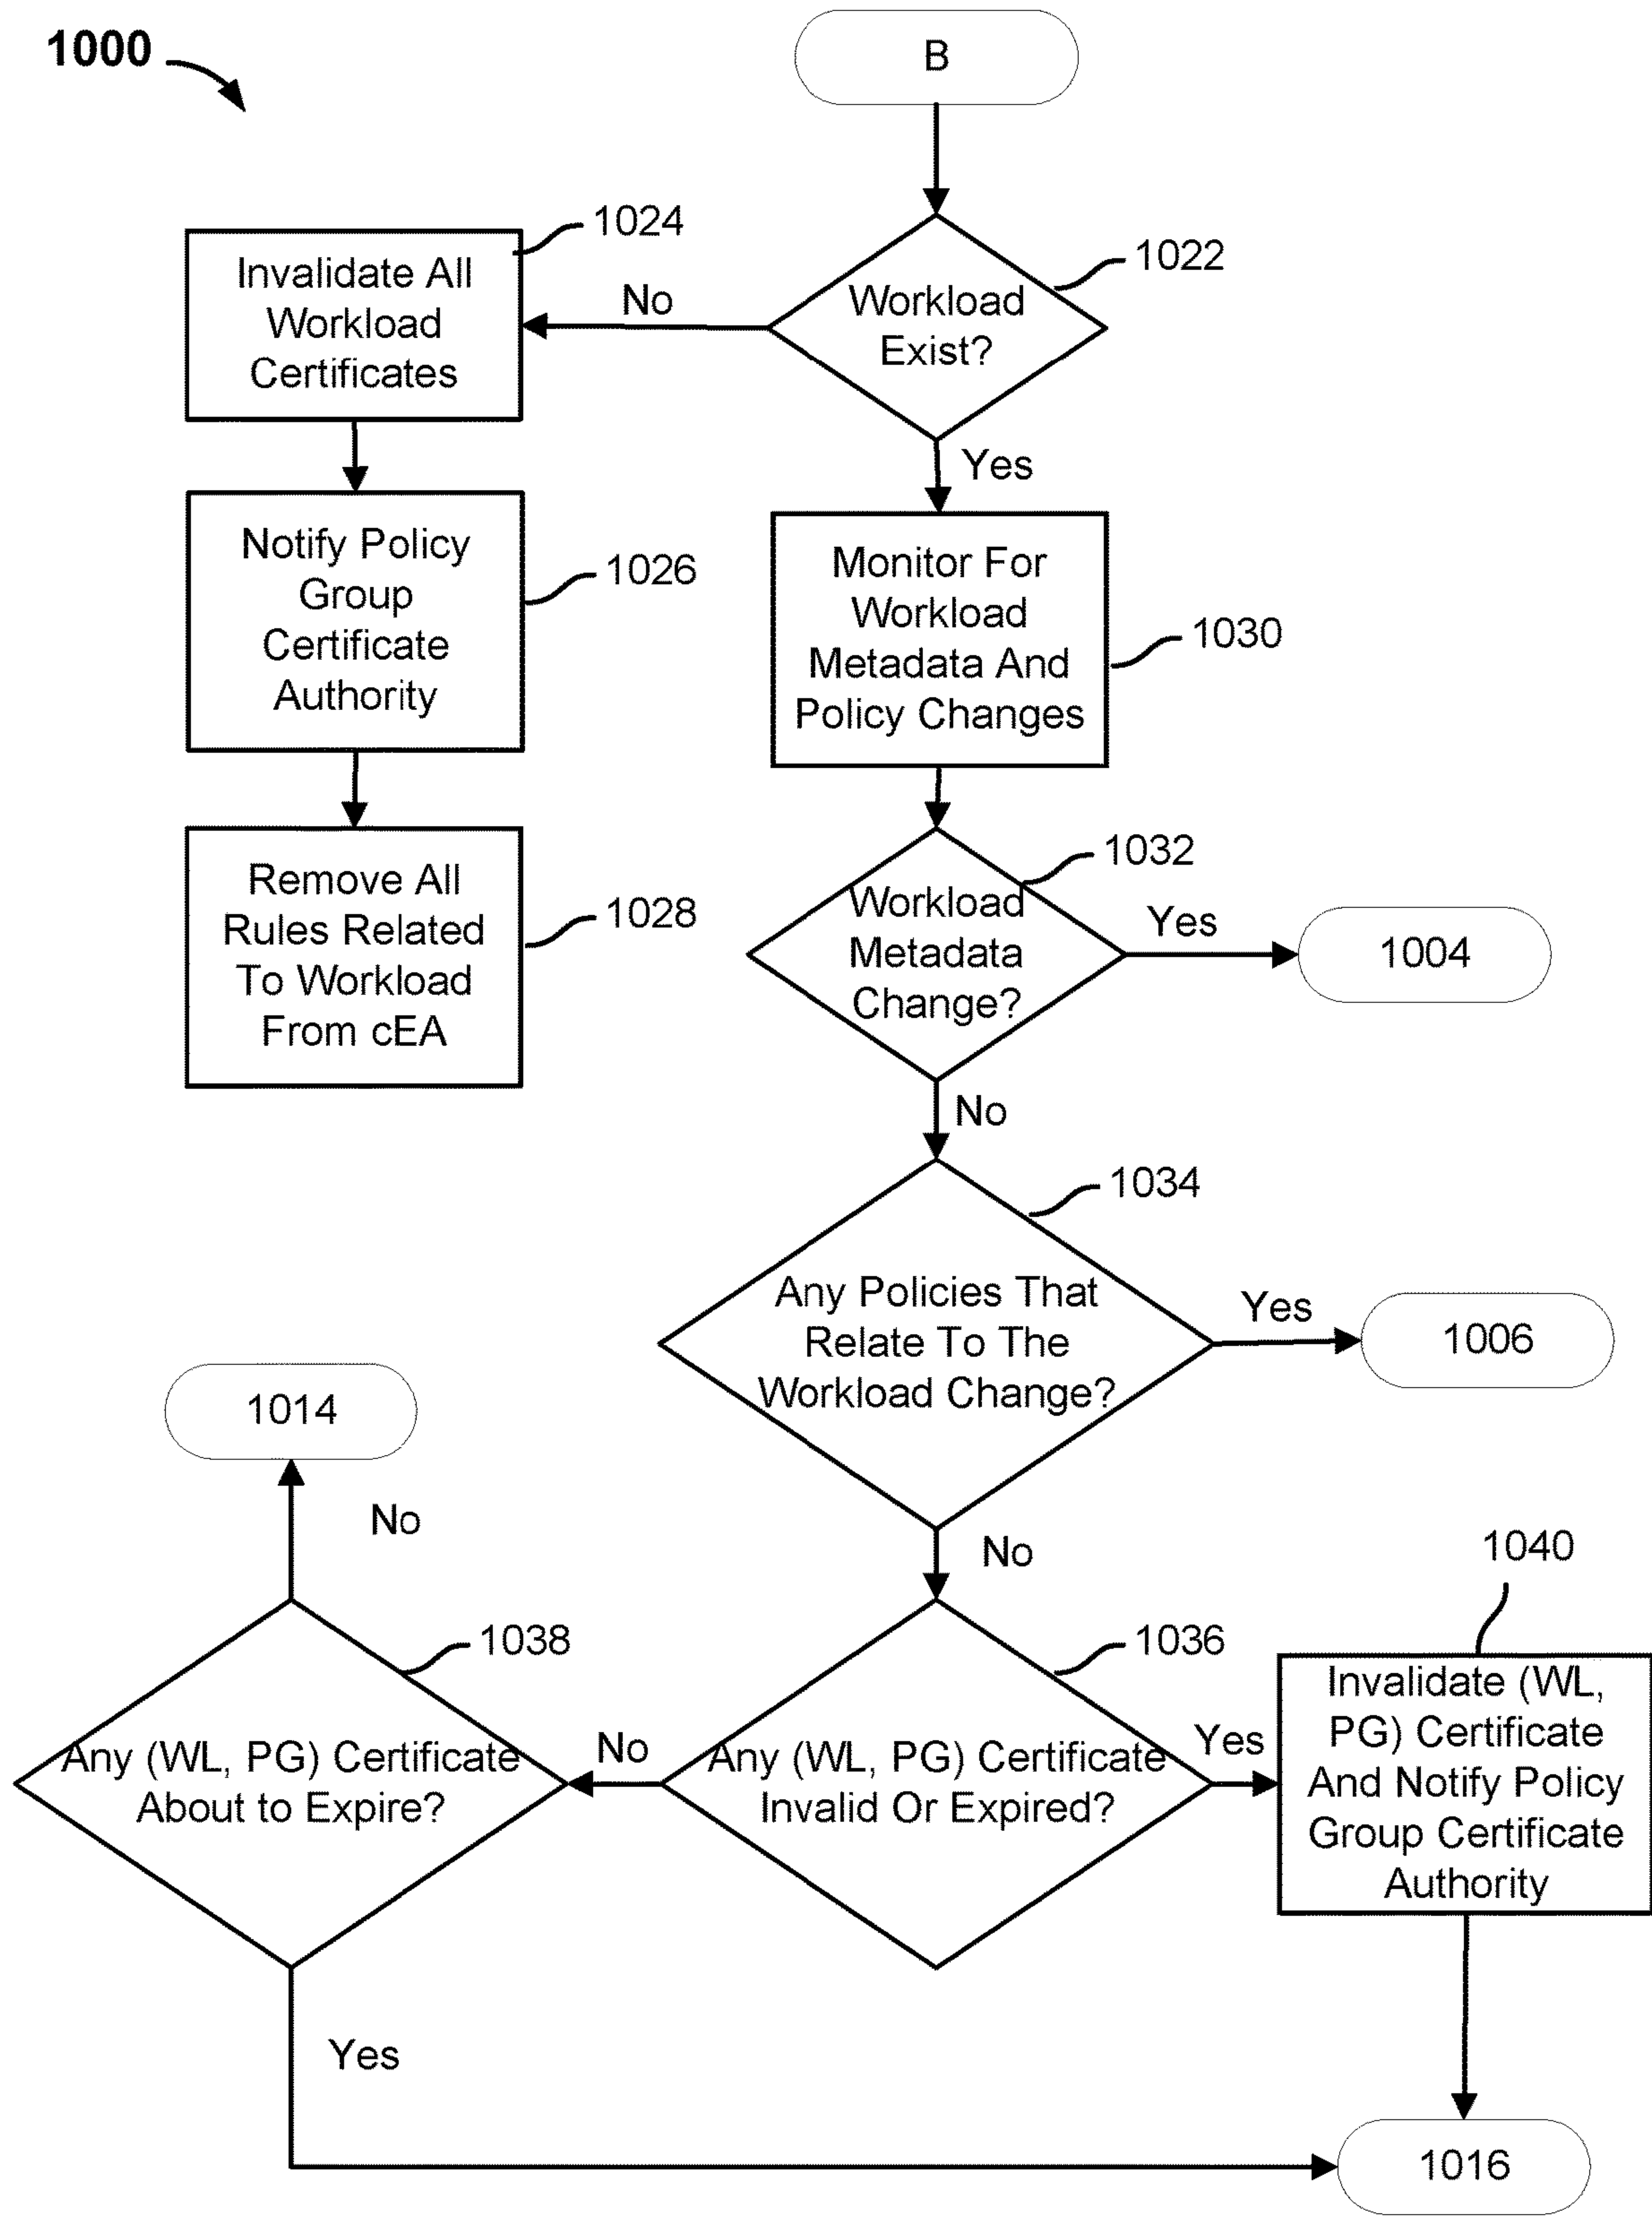 1000
B
1024
Invalidate All
Workload
Certificates
No
1022
Workload
Exist?
Yes
Notify Policy
Group
Certificate
Authority
1026
Monitor For
Workload
Metadada And
Policy Changes
1030
Remove All
Rules Related
To Workload
From cEA
1028
1032
Workload
Metadada
Change?
Yes
1004
No
1034
Any Policies That
Relate To The
Workload Change?
Yes
1006
1014
No
No
1040
1038
Any (WL, PG) Certificate
About to Expire?
No
1036
Any (WL, PG) Certificate
Invalid Or Expired?
Yes
Invalidate (WL,
PG) Certificate
And Notify Policy
Group Certificate
Authority
Yes
1016